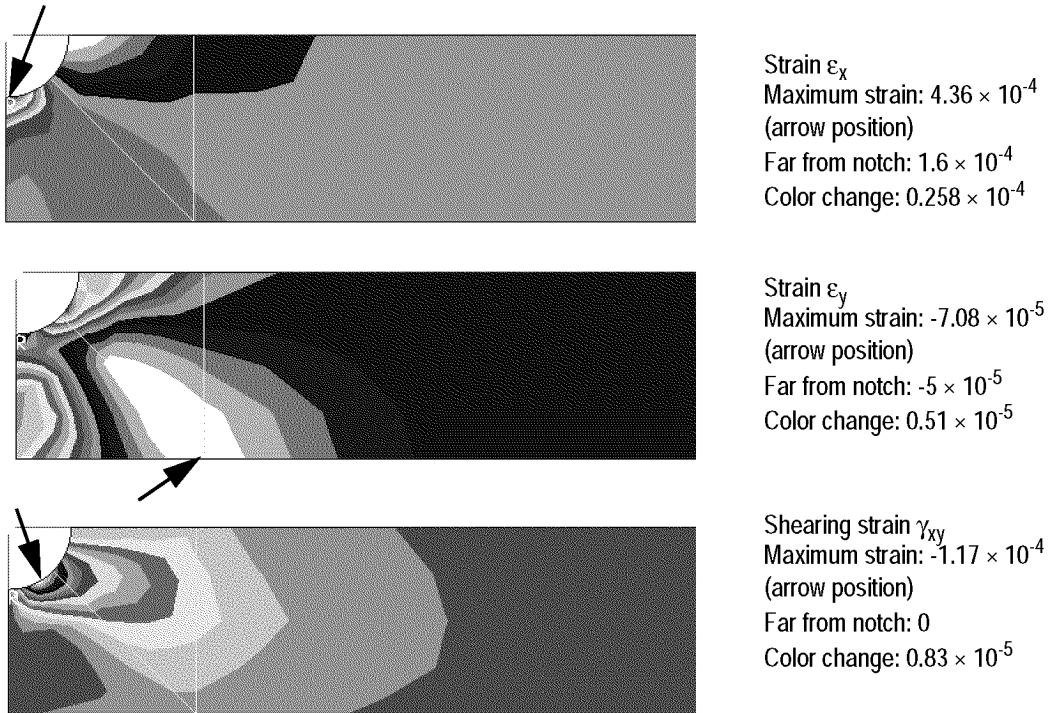 Strain εx
Maximum strain: 4.36 × 10-4
(arrow position)
Far from notch: 1.6 × 10-4
Color change: 0.258 × 10-4
Strain εy
Maximum strain: -7.08 × 10-5
(arrow position)
Far from notch: -5 × 10-5
Color change: 0.51 × 10-5
Shearing strain γxy
Maximum strain: -1.17 × 10-4
(arrow position)
Far from notch: 0
Color change: 0.83 × 10-5